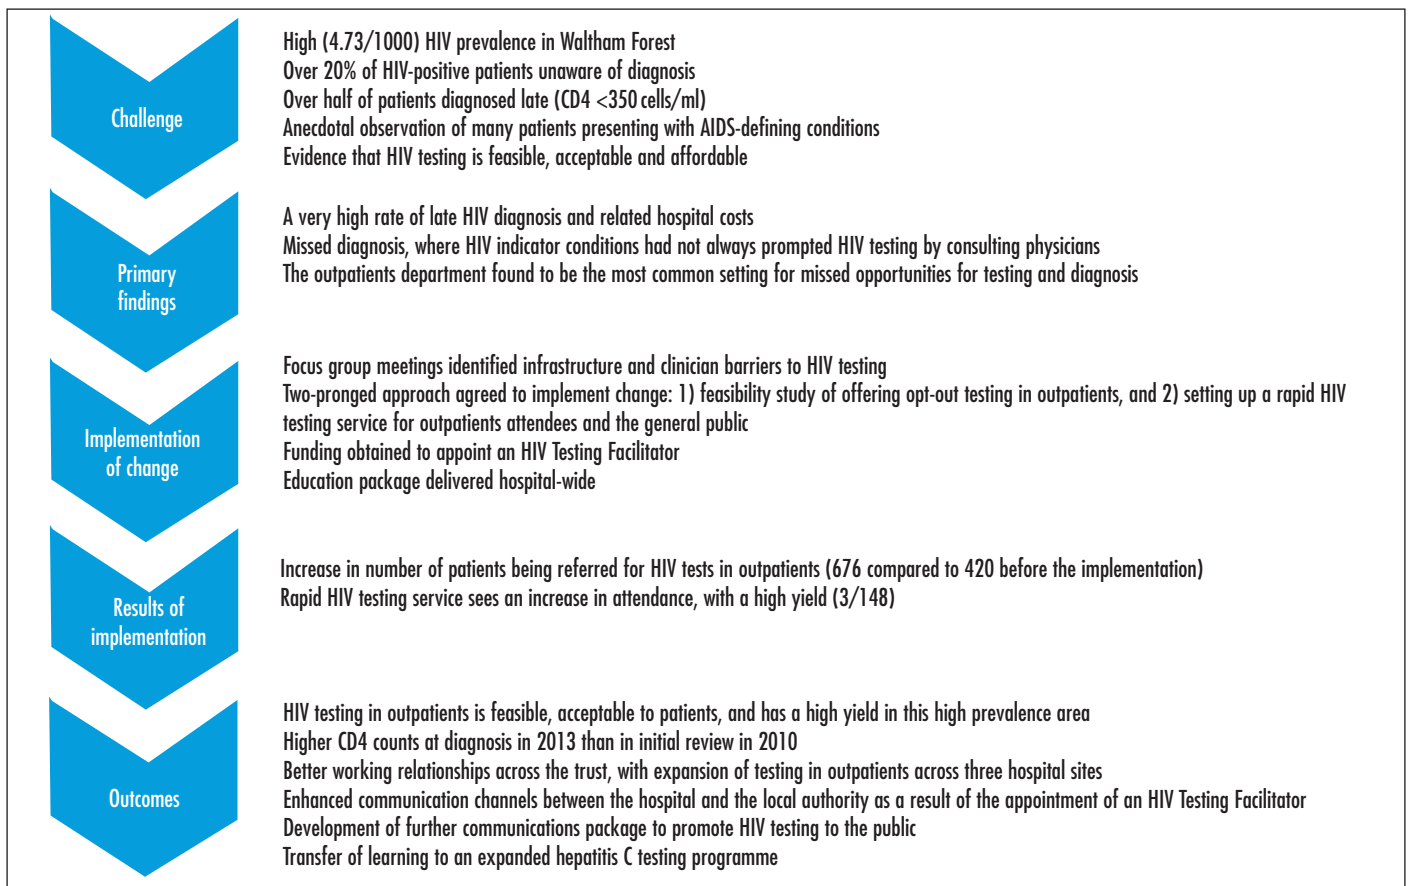 Challenge
High (4.73/1000) HIV prevalence in Waltham Forest
Over 20% of HIV-positive patients unaware of diagnosis
Over half of patients diagnosed late (CD4 <350 cells/ml)
Anecdotal observation of many patients presenting with AIDS-defining conditions
Evidence that HIV testing is feasible, acceptable and affordable
Primary
findings
A very high rate of late HIV diagnosis and related hospital costs
Missed diagnosis, where HIV indicator conditions had not always prompted HIV testing by consulting physicians
The outpatients department found to be the most common setting for missed opportunities for testing and diagnosis
Implementation
of change
Focus group meetings identified infrastructure and clinician barriers to HIV testing
Two-pronged approach agreed to implement change: 1) feasibility study of offering opt-out testing in outpatients, and 2) setting up a rapid HIV
testing service for outpatients attendees and the general public
Funding obtained to appoint an HIV Testing Facilitator
Education package delivered hospital-wide
Results of
implementation
Increase in number of patients being referred for HIV tests in outpatients (676 compared to 420 before the implementation)
Rapid HIV testing service sees an increase in attendance, with a high yield (3/148)
Outcomes
HIV testing in outpatients is feasible, acceptable to patients, and has a high yield in this high prevalence area
Higher CD4 counts at diagnosis in 2013 than in initial review in 2010
Better working relationships across the trust, with expansion of testing in outpatients across three hospital sites
Enhanced communication channels between the hospital and the local authority as a result of the appointment of an HIV Testing Facilitator
Development of further communications package to promote HIV testing to the public
Transfer of learning to an expanded hepatitis C testing programme